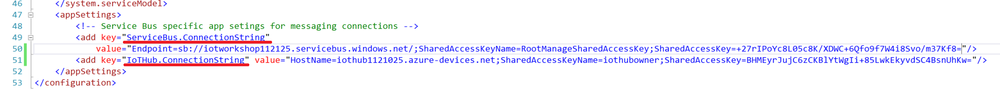 46 </system.serviceModel>
47 <appSettings>
48 <!-- Service Bus specific app setings for messaging connections -->
49 <add key="ServiceBus.ConnectionString"
50 value="Endpoint=sb://iotworkshop112125.servicebus.windows.net/;SharedAccessKeyName=RootManageSharedAccessKey;SharedAccessKey=+27rIPoYc8L05c8K/XDWC+6Qfo9f7W4i8Svo/m37Kf8="/>
51 <add key="IoTHub.ConnectionString" value="HostName=iothub1121025.azure-devices.net;SharedAccessKeyName=iothubowner;SharedAccessKey=BHMEyrJujC6zCKBlYtWgIi+85LwkEkyvdSC4BsnUhKw="/>
52 </appSettings>
53 </configuration>